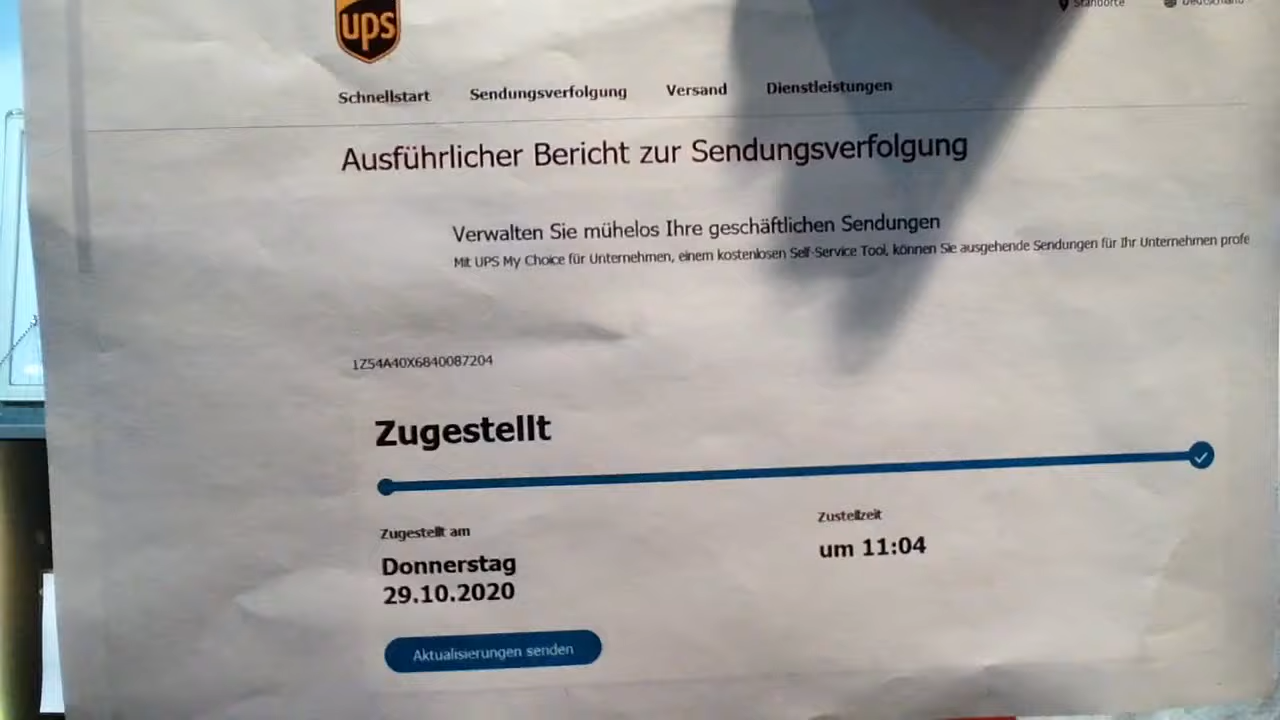 ups
Standorte
Deutschland
Schnellstart Sendungsverfolgung Versand Dienstleistungen
Ausführlicher Bericht zur Sendungsverfolgung
Verwalten Sie mühelos Ihre geschäftlichen Sendungen
Mit UPS My Choice für Unternehmen, einem kostenlosen Self-Service Tool, können Sie ausgehende Sendungen für Ihr Unternehmen profe
1Z54A40X6840087204
Zugestellt
Zugestellt am
Donnerstag
29.10.2020
Zustellzeit
um 11:04
Aktualisierungen senden